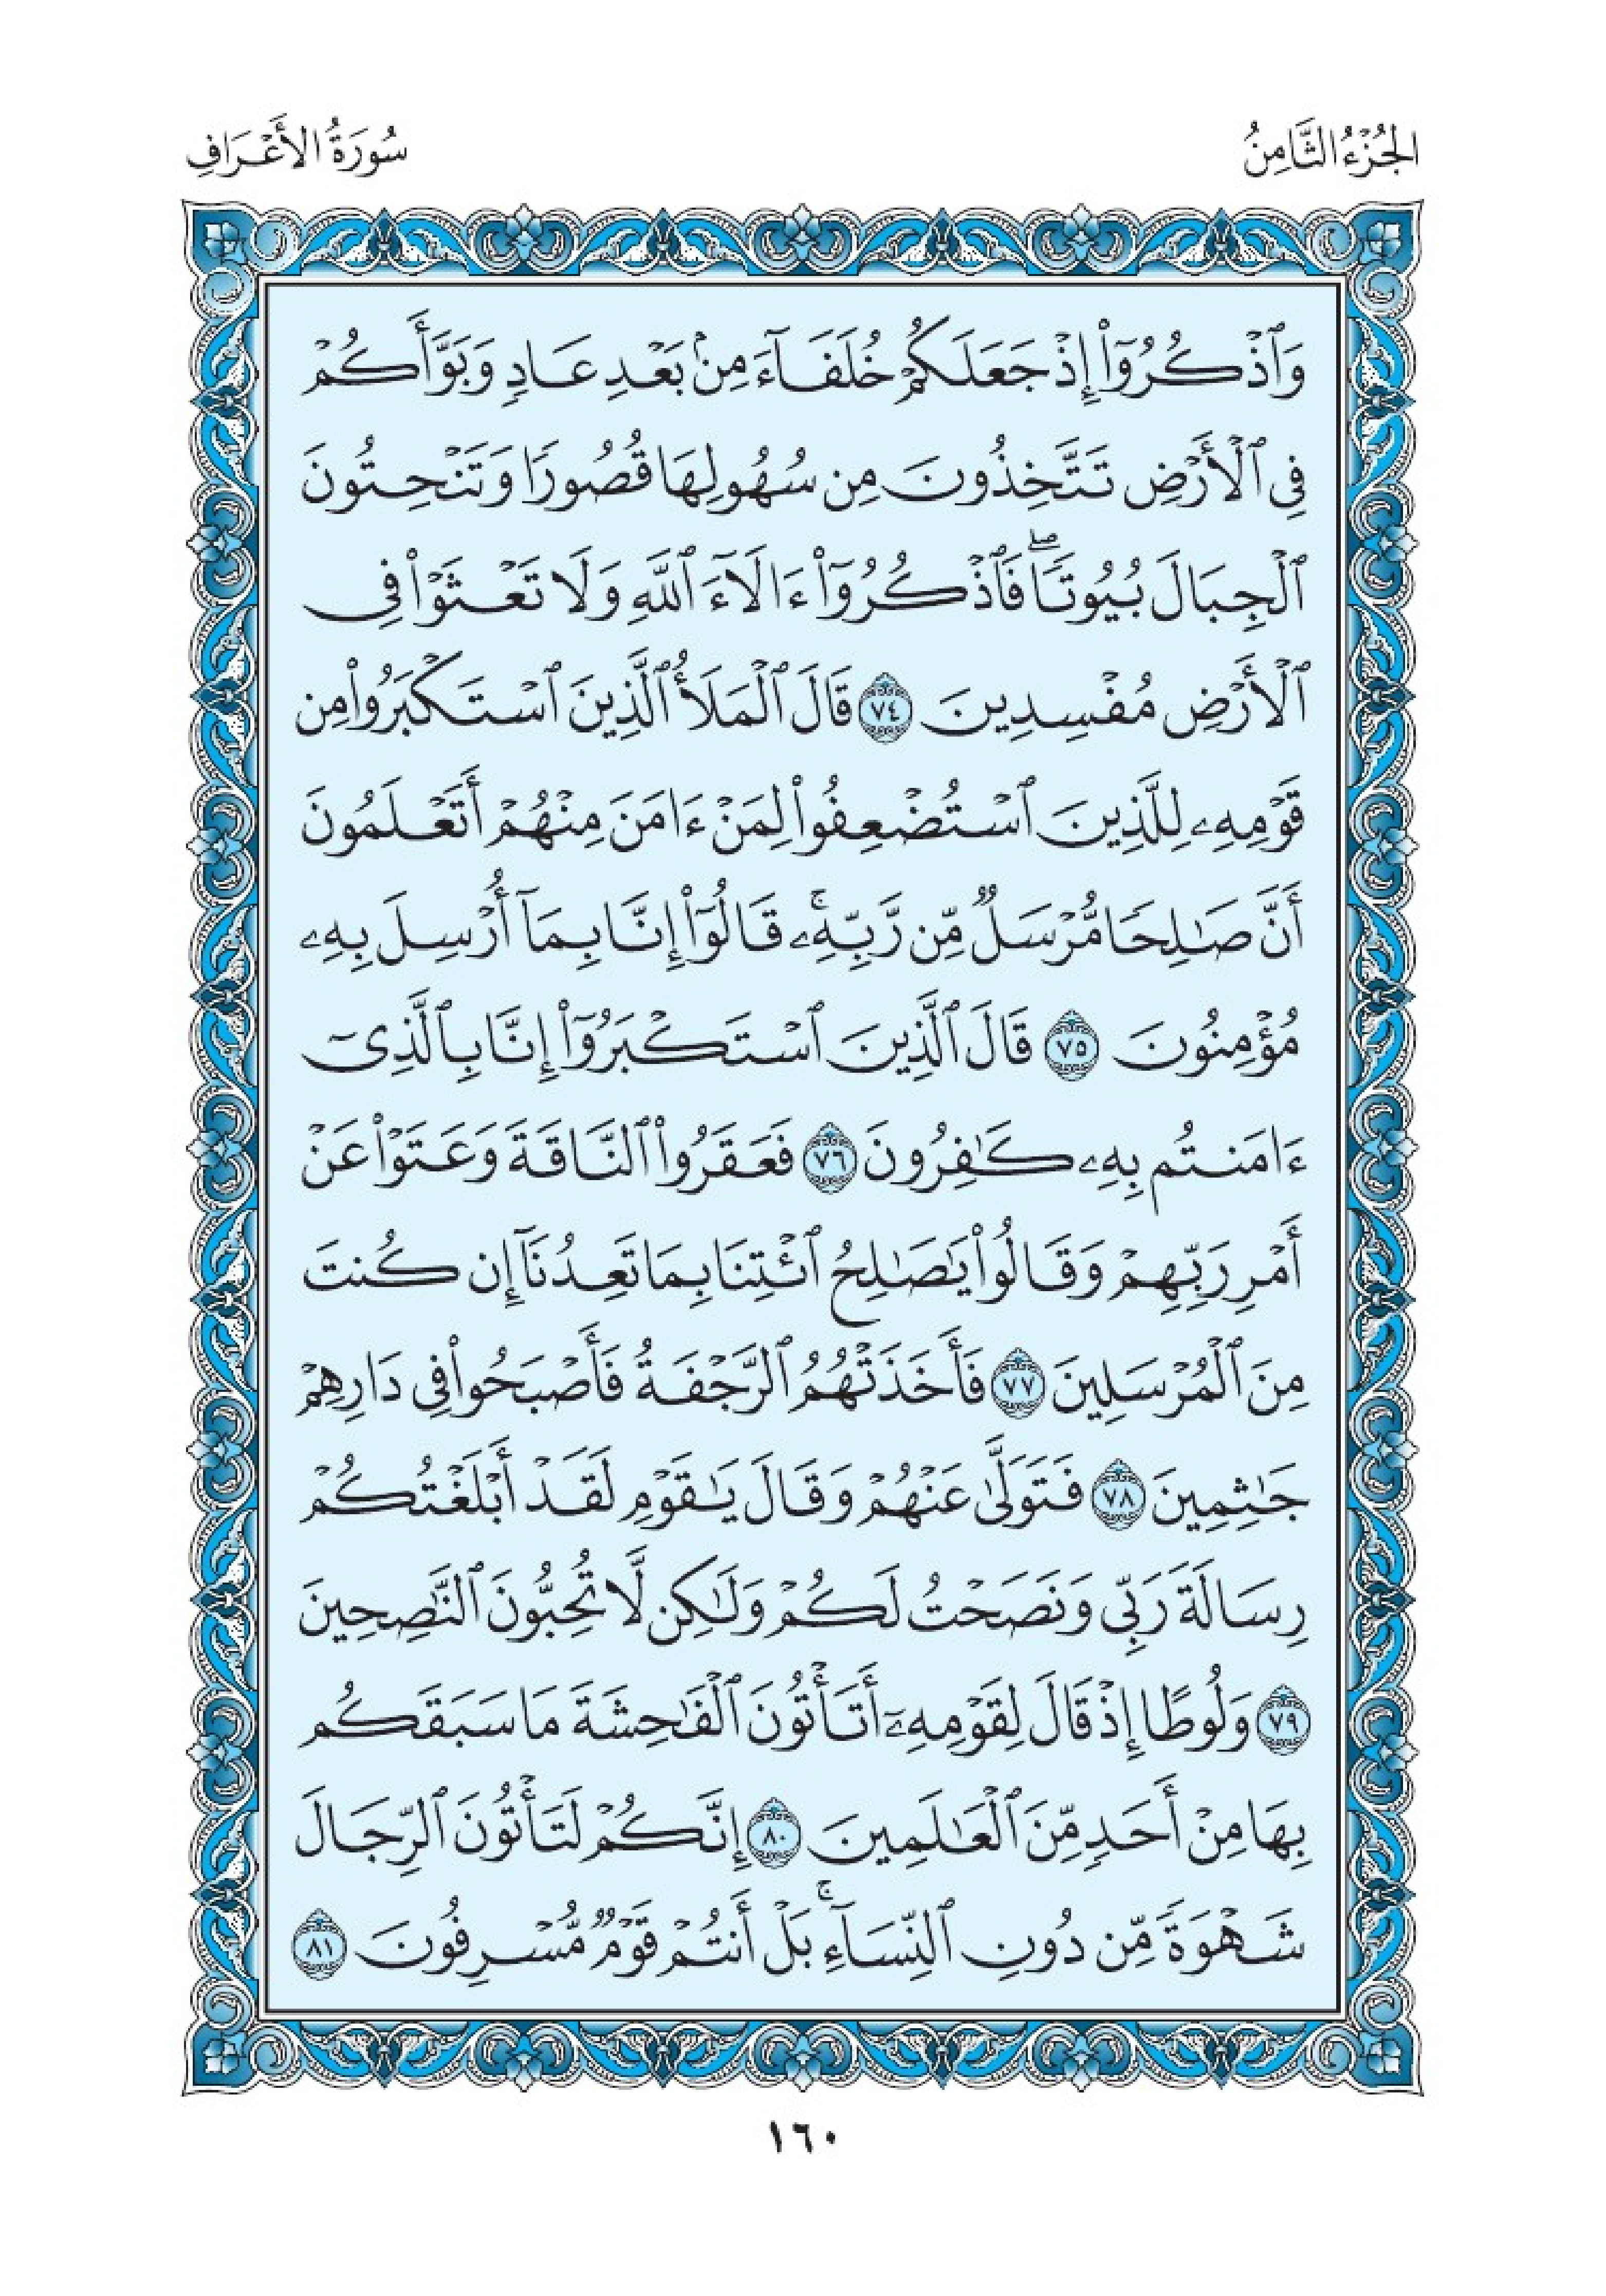 الجُزْءُ الثَّامِنُ
سُورَةُ الأَعْرَافِ
وَٱذْكُرُوٓا۟ إِذْ جَعَلَكُمْ خُلَفَآءَ مِنۢ بَعْدِ عَادٍ وَبَوَّأَكُمْ
فِى ٱلْأَرْضِ تَتَّخِذُونَ مِن سُهُولِهَا قُصُورًا وَتَنْحِتُونَ
ٱلْجِبَالَ بُيُوتًا ۖ فَٱذْكُرُوٓا۟ ءَالَآءَ ٱللَّهِ وَلَا تَعْثَوْا۟ فِى
ٱلْأَرْضِ مُفْسِدِينَ ٧٤ قَالَ ٱلْمَلَأُ ٱلَّذِينَ ٱسْتَكْبَرُوا۟ مِن
قَوْمِهِۦ لِلَّذِينَ ٱسْتُضْعِفُوا۟ لِمَنْ ءَامَنَ مِنْهُمْ أَتَعْلَمُونَ
أَنَّ صَٰلِحًا مُّرْسَلٌ مِّن رَّبِّهِۦ ۚ قَالُوٓا۟ إِنَّا بِمَآ أُرْسِلَ بِهِۦ
مُؤْمِنُونَ ٧٥ قَالَ ٱلَّذِينَ ٱسْتَكْبَرُوٓا۟ إِنَّا بِٱلَّذِىٓ
ءَامَنتُم بِهِۦ كَٰفِرُونَ ٧٦ فَعَقَرُوا۟ ٱلنَّاقَةَ وَعَتَوْا۟ عَنْ
أَمْرِ رَبِّهِمْ وَقَالُوا۟ يَٰصَٰلِحُ ٱئْتِنَا بِمَا تَعِدُنَآ إِن كُنتَ
مِنَ ٱلْمُرْسَلِينَ ٧٧ فَأَخَذَتْهُمُ ٱلرَّجْفَةُ فَأَصْبَحُوا۟ فِى دَارِهِمْ
جَٰثِمِينَ ٧٨ فَتَوَلَّىٰ عَنْهُمْ وَقَالَ يَٰقَوْمِ لَقَدْ أَبْلَغْتُكُمْ
رِسَالَةَ رَبِّى وَنَصَحْتُ لَكُمْ وَلَٰكِن لَّا تُحِبُّونَ ٱلنَّٰصِحِينَ
٧٩ وَلُوطًا إِذْ قَالَ لِقَوْمِهِۦٓ أَتَأْتُونَ ٱلْفَٰحِشَةَ مَا سَبَقَكُم
بِهَا مِنْ أَحَدٍ مِّنَ ٱلْعَٰلَمِينَ ٨٠ إِنَّكُمْ لَتَأْتُونَ ٱلرِّجَالَ
شَهْوَةً مِّن دُونِ ٱلنِّسَآءِ ۚ بَلْ أَنتُمْ قَوْمٌ مُّسْرِفُونَ ٨١
١٦٠